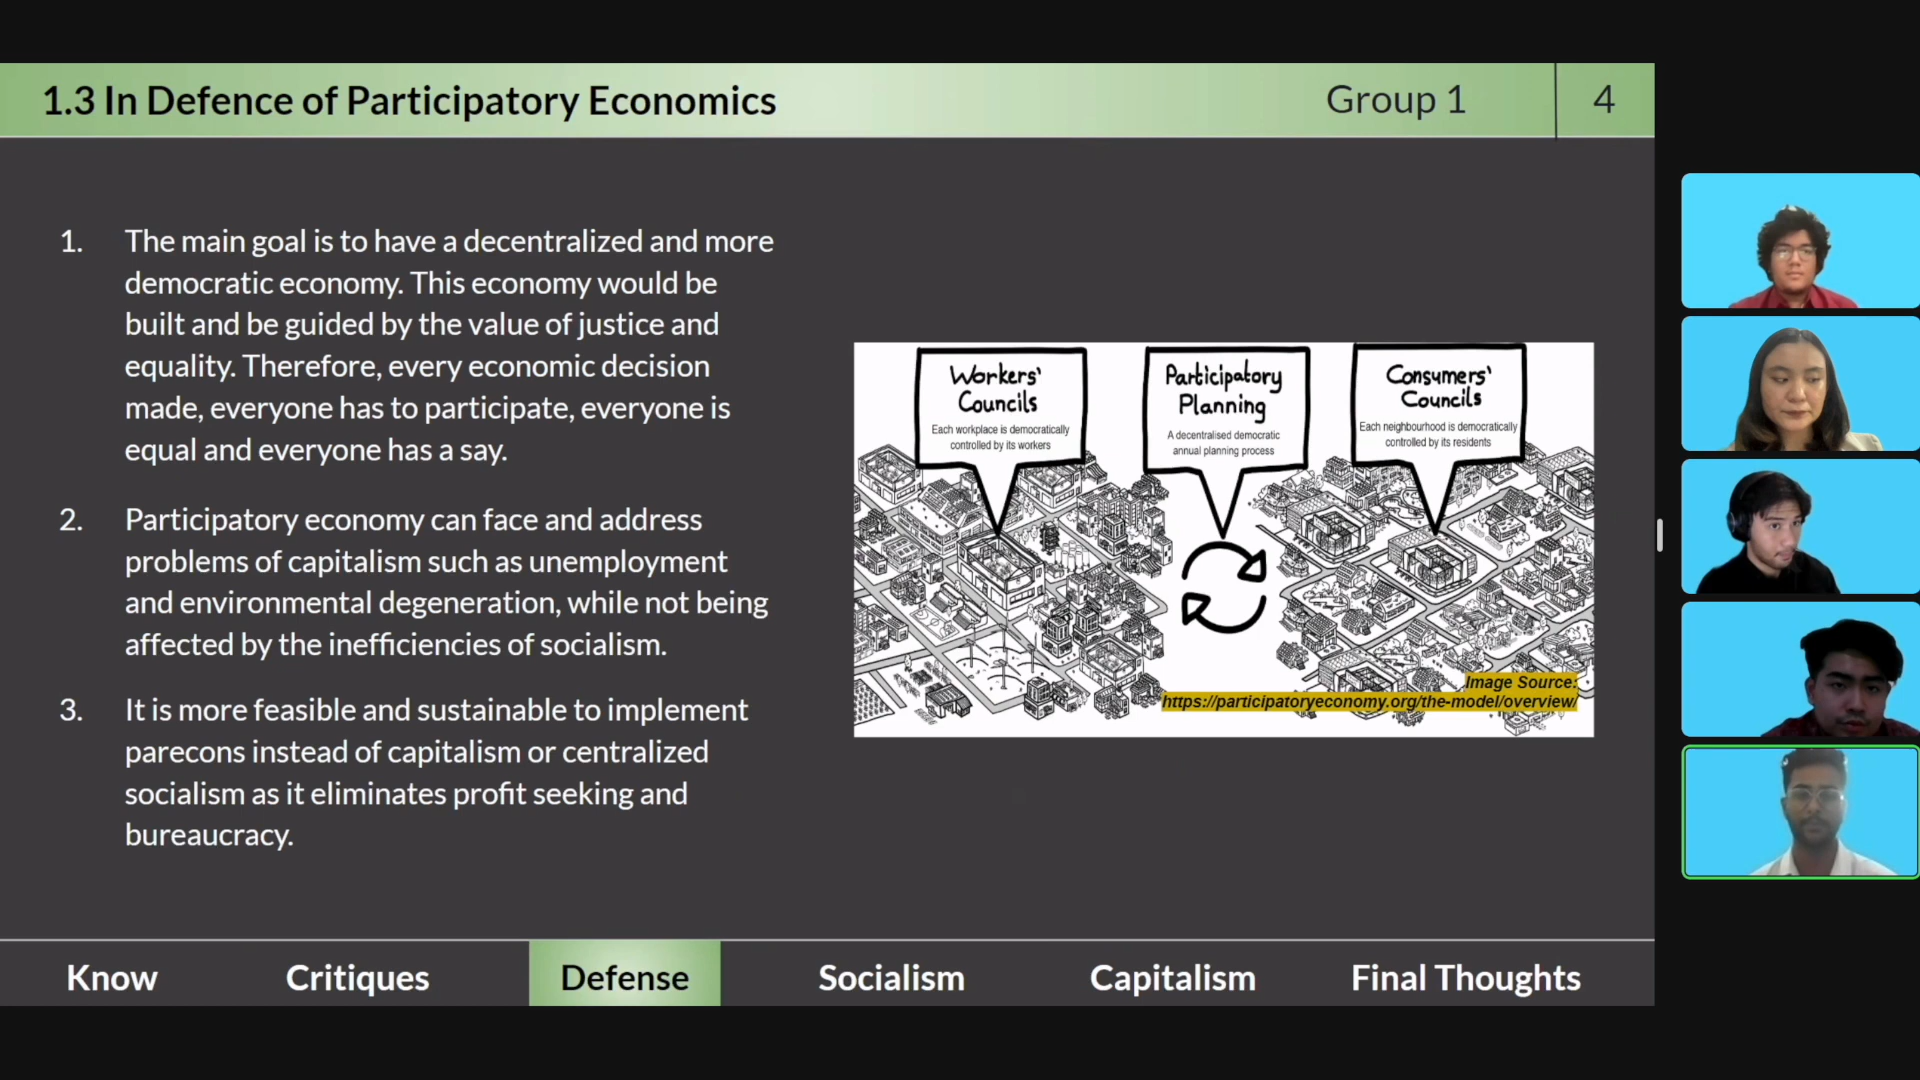 1.3 In Defence of Participatory Economics
Group 1
4
1. The main goal is to have a decentralized and more
democratic economy. This economy would be
built and be guided by the value of justice and
equality. Therefore, every economic decision
made, everyone has to participate, everyone is
equal and everyone has a say.
2. Participatory economy can face and address
problems of capitalism such as unemployment
and environmental degeneration, while not being
affected by the inefficiencies of socialism.
3. It is more feasible and sustainable to implement
parecons instead of capitalism or centralized
socialism as it eliminates profit seeking and
bureaucracy.
Workers'
Councils
Each workplace is democratically
controlled by its workers
Participatory
Planning
A decentralised democratic
annual planning process
Consumers'
Councils
Each neighbourhood is democratically
controlled by its residents
Image Source:
https://participatoryeconomy.org/the-model/overview/
Know
Critiques
Defense
Socialism
Capitalism
Final Thoughts